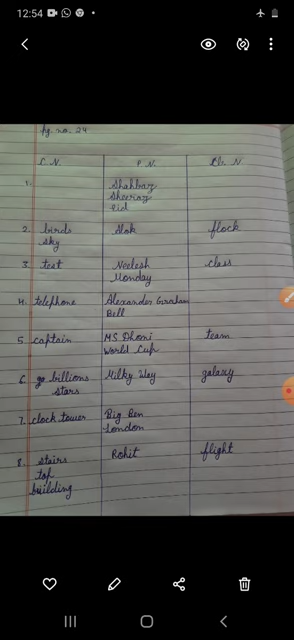 12:54
pg. no. 24
C.N. P.N. Cl. N
1. Shahbaz
Sheeraz
Eid
2. birds Alok flock
sky
3. test Neelesh class
Monday
4. telephone Alexander Graham
Bell
5. captain MS Dhoni team
World Cup
6. billions Milky Way galaxy
stars
7. clock tower Big Ben
London
8. stairs Rohit flight
top
building